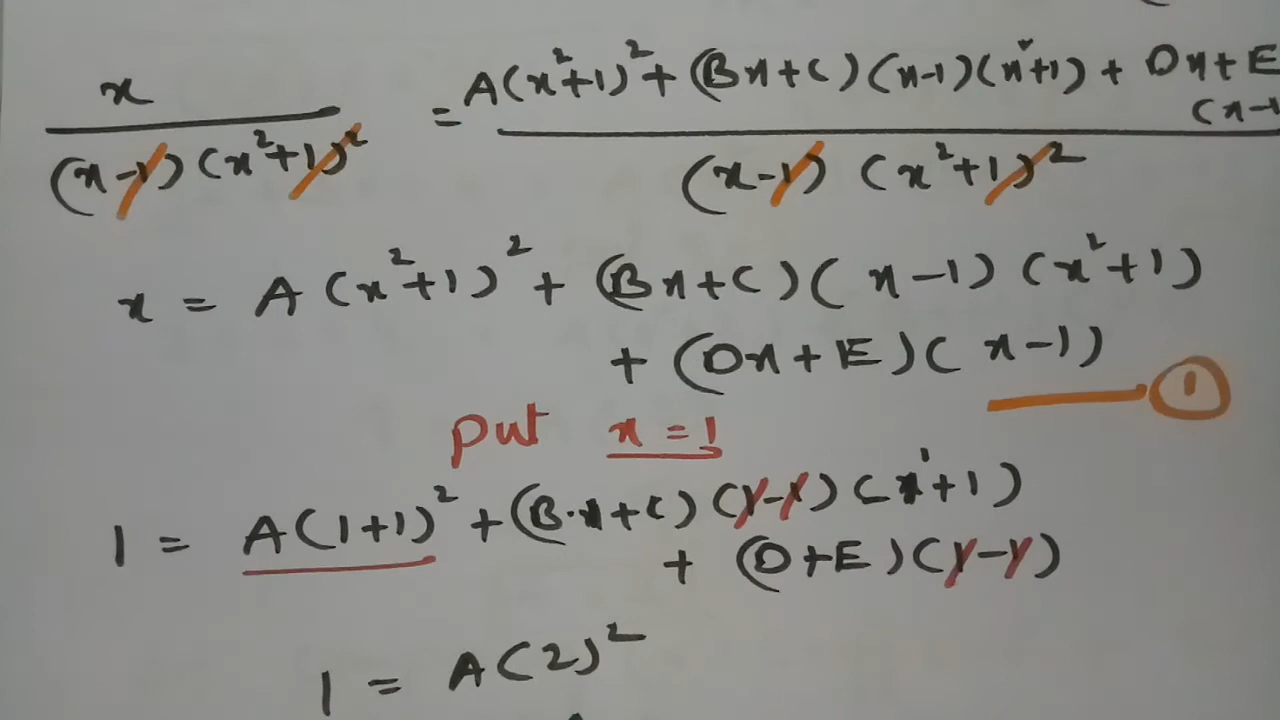 x / (x-1)(x²+1)² = A(x²+1)² + (Bx+C)(x-1)(x²+1) + Dx+E (x-1 / (x-1)(x²+1)²
x = A(x²+1)² + (Bx+C)(x-1)(x²+1)
+ (Dx+E)(x-1) 1
put x=1
1 = A(1+1)² + (B·1+C)(1-1)(1+1)
+ (D+E)(1-1)
1 = A(2)²